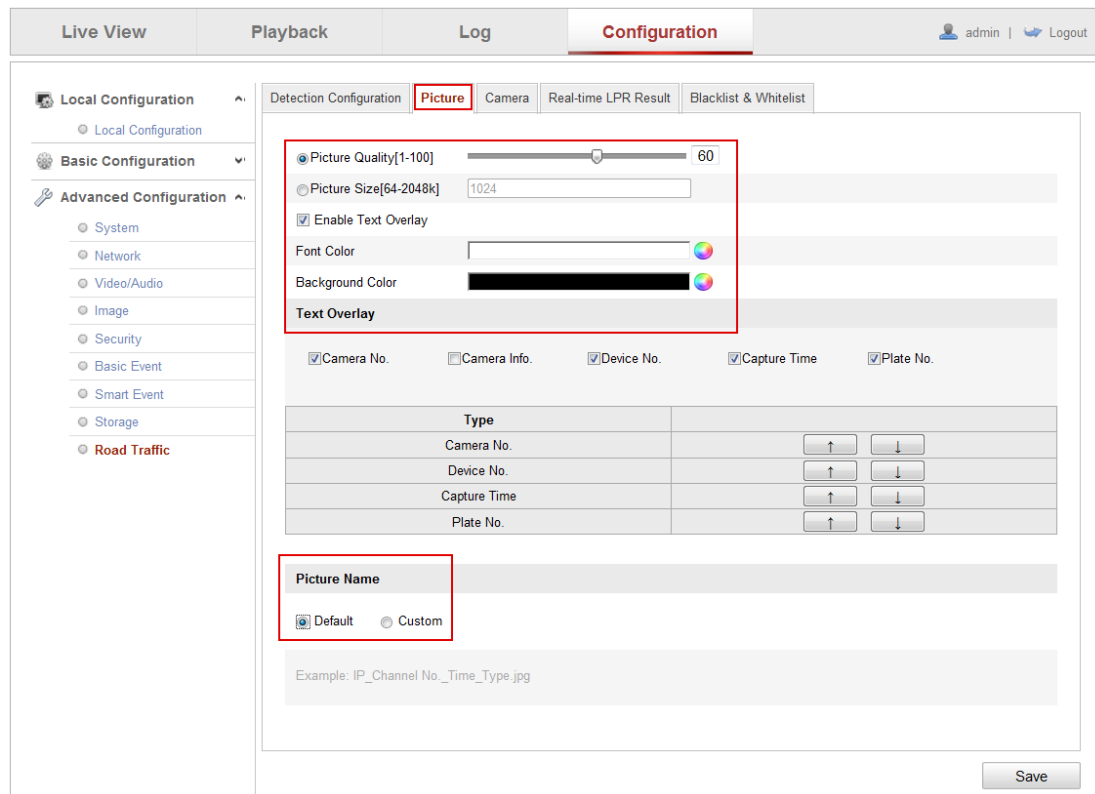 Live View Playback Log Configuration admin | Logout
Local Configuration
Local Configuration
Basic Configuration
Advanced Configuration
System
Network
Video/Audio
Image
Security
Basic Event
Smart Event
Storage
Road Traffic
Detection Configuration Picture Camera Real-time LPR Result Blacklist & Whitelist
Picture Quality[1-100] 60
Picture Size[64-2048k] 1024
Enable Text Overlay
Font Color
Background Color
Text Overlay
Camera No. Camera Info. Device No. Capture Time Plate No.
Type
Camera No. ↑ ↓
Device No. ↑ ↓
Capture Time ↑ ↓
Plate No. ↑ ↓
Picture Name
Default Custom
Example: IP_Channel No._Time_Type.jpg
Save